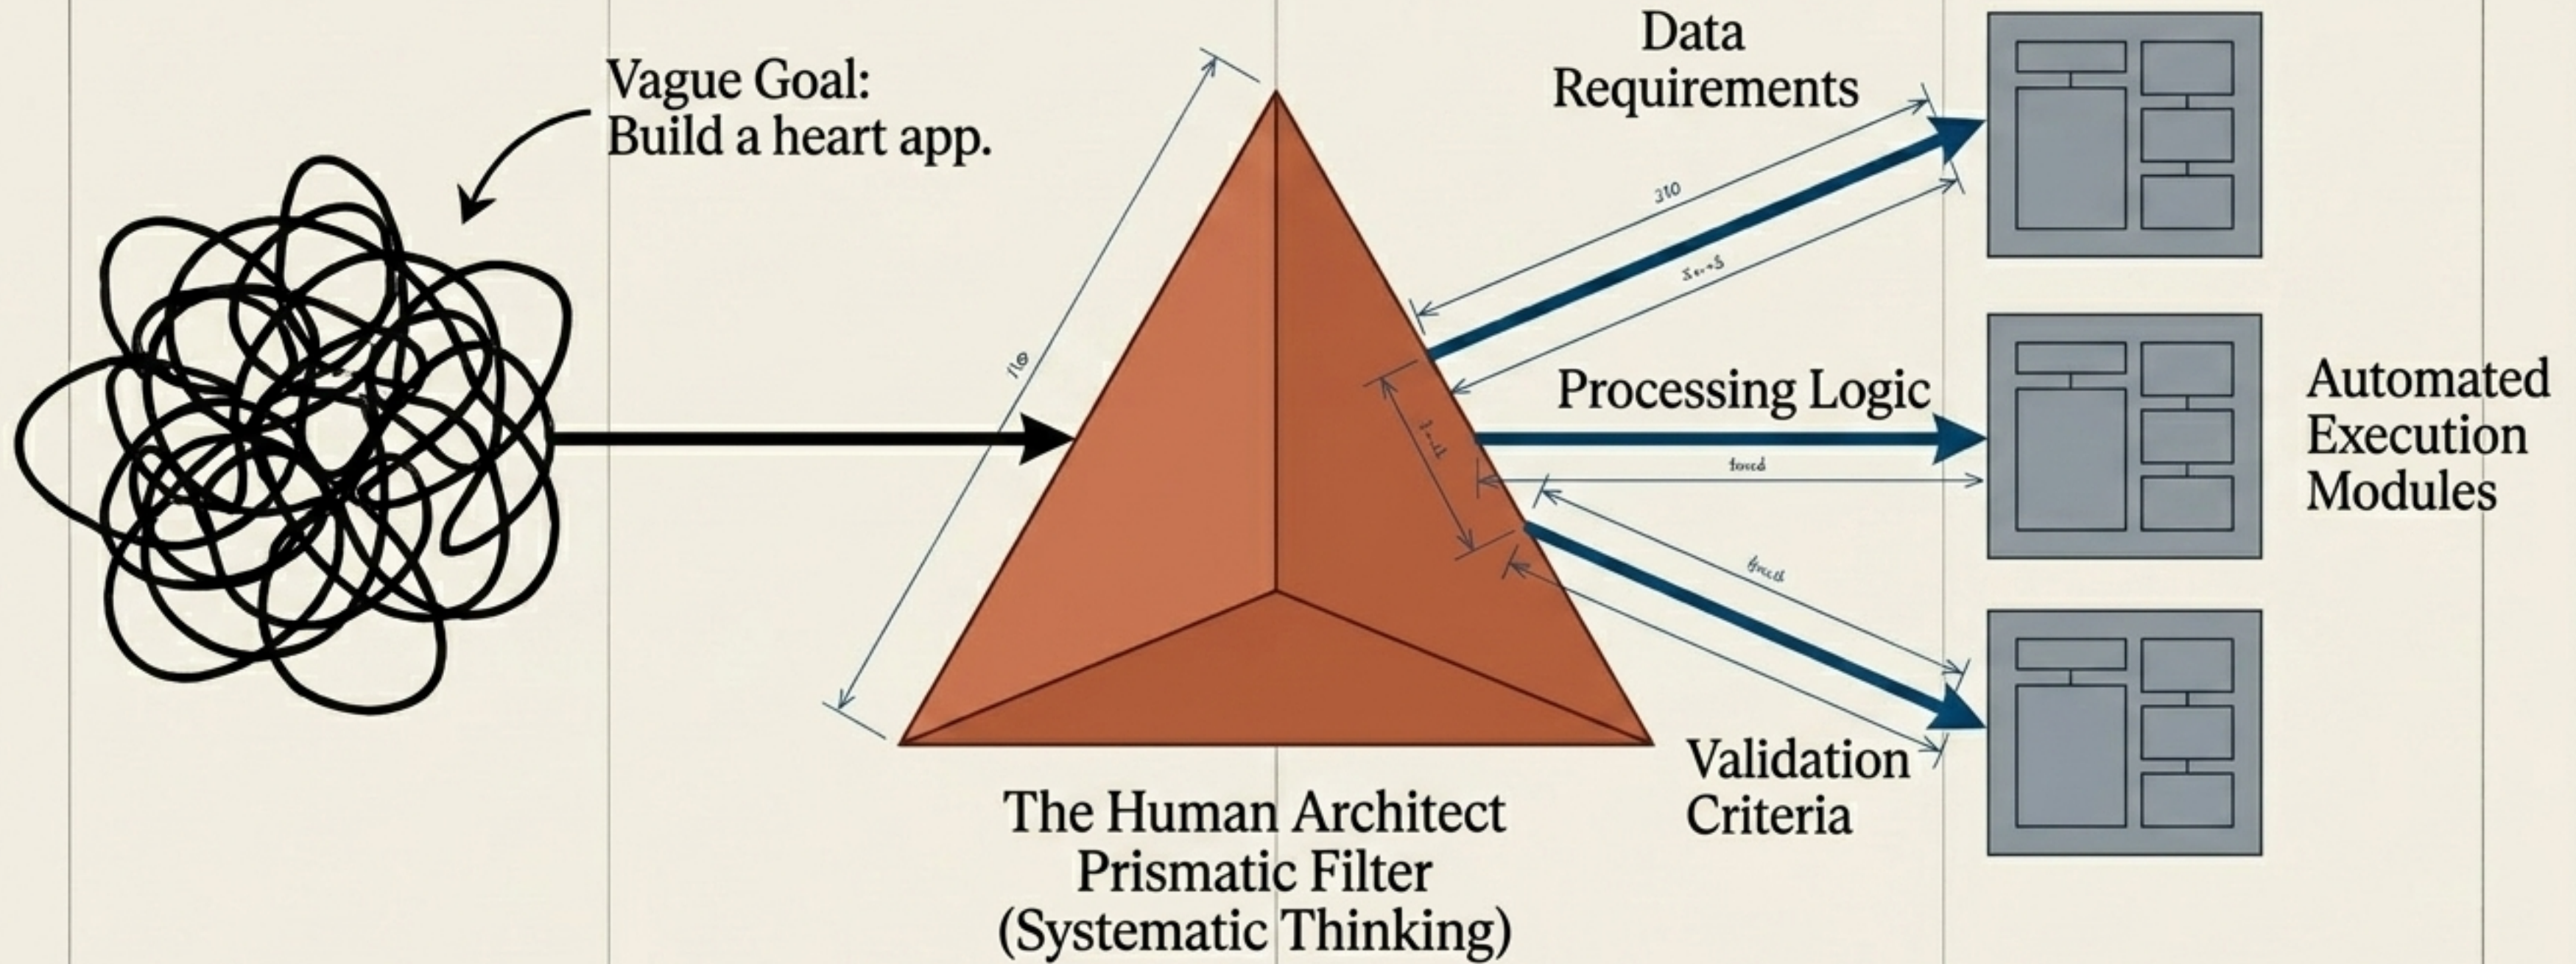 Vague Goal:
Build a heart app.
Data
Requirements
Processing Logic
Validation
Criteria
Automated
Execution
Modules
The Human Architect
Prismatic Filter
(Systematic Thinking)